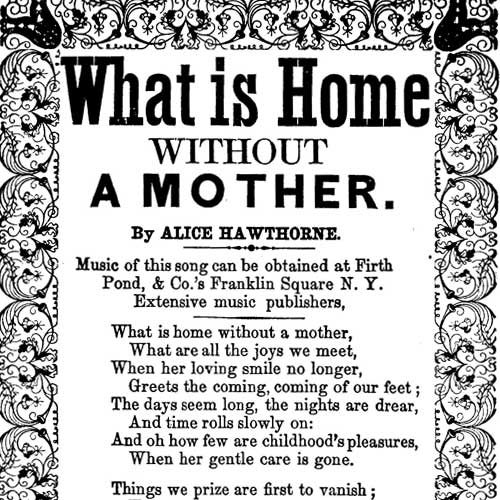 What is Home
WITHOUT
A MOTHER.
By ALICE HAWTHORNE.
Music of this song can be obtained at Firth
Pond, & Co.'s Franklin Square N. Y.
Extensive music publishers,
What is home without a mother,
What are all the joys we meet,
When her loving smile no longer,
Greets the coming, coming of our feet ;
The days seem long, the nights are drear,
And time rolls slowly on:
And oh how few are childhood's pleasures,
When her gentle care is gone.
Things we prize are first to vanish ;